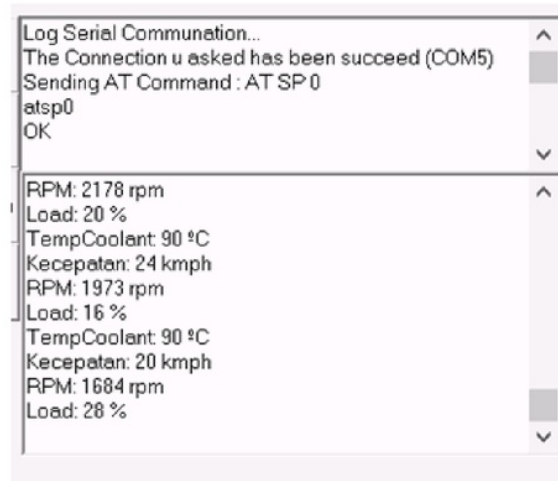 Log Serial Communation...
The Connection u asked has been succeed (COM5)
Sending AT Command : AT SP 0
atsp0
OK
RPM: 2178 rpm
Load: 20 %
TempCoolant: 90 ºC
Kecepatan: 24 kmph
RPM: 1973 rpm
Load: 16 %
TempCoolant: 90 ºC
Kecepatan: 20 kmph
RPM: 1684 rpm
Load: 28 %